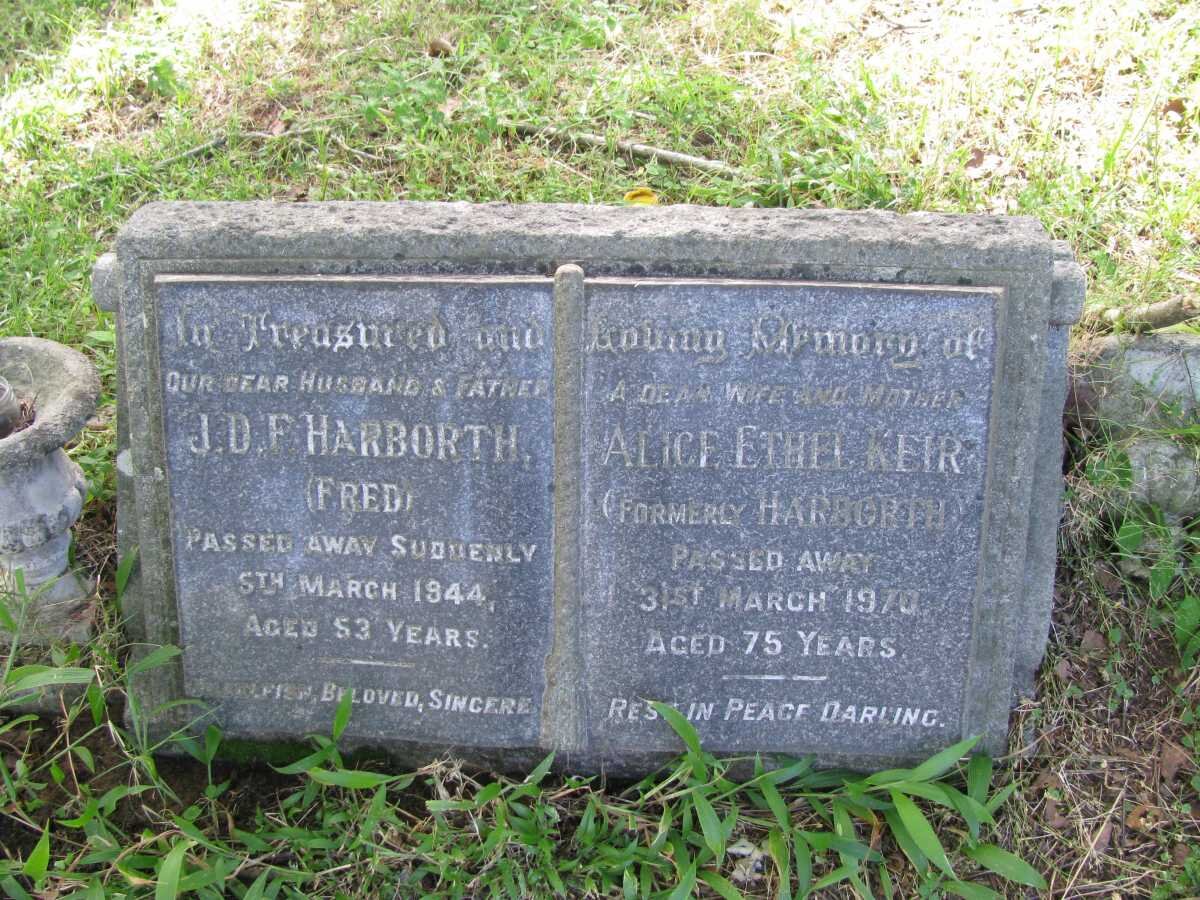 In Treasured and
Our dear Husband & Father
J.D.F. Harborth,
(Fred)
Passed away Suddenly
5th March 1944,
Aged 53 Years.
Beloved, Sincere
Loving Memory of
A Dear Wife and Mother
Alice Ethel Keir
(Formerly Harborth)
Passed away
31st March 1970
Aged 75 Years.
Rest in Peace Darling.